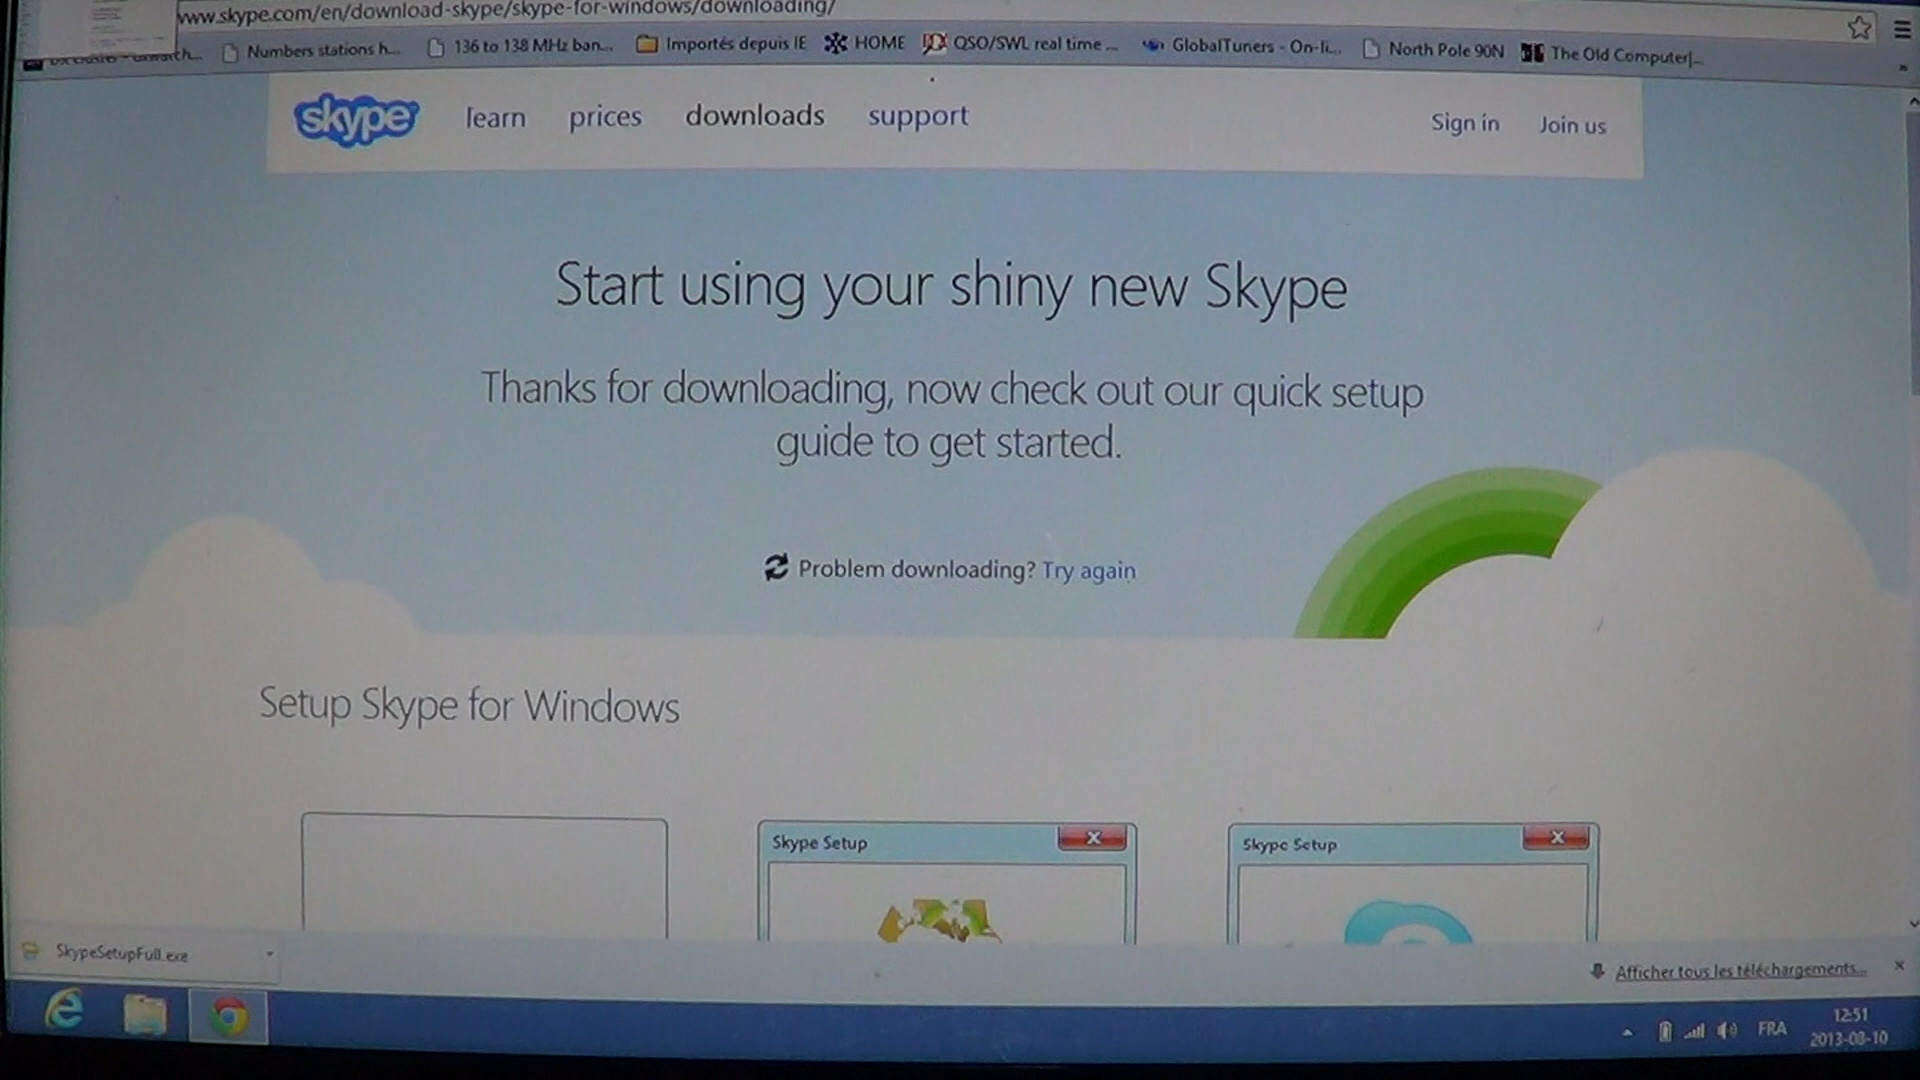 www.skype.com/en/download-skype/skype-for-windows/downloading/
Numbers stations h... 136 to 138 MHz ban... Importés depuis IE HOME QSO/SWL real time ... GlobalTuners - On-li... North Pole 90N The Old Computer|...
skype learn prices downloads support Sign in Join us
Start using your shiny new Skype
Thanks for downloading, now check out our quick setup
guide to get started.
Problem downloading? Try again
Setup Skype for Windows
Skype Setup Skype Setup
SkypeSetupFull.exe
Afficher tous les téléchargements...
FRA 12:51
2013-08-10